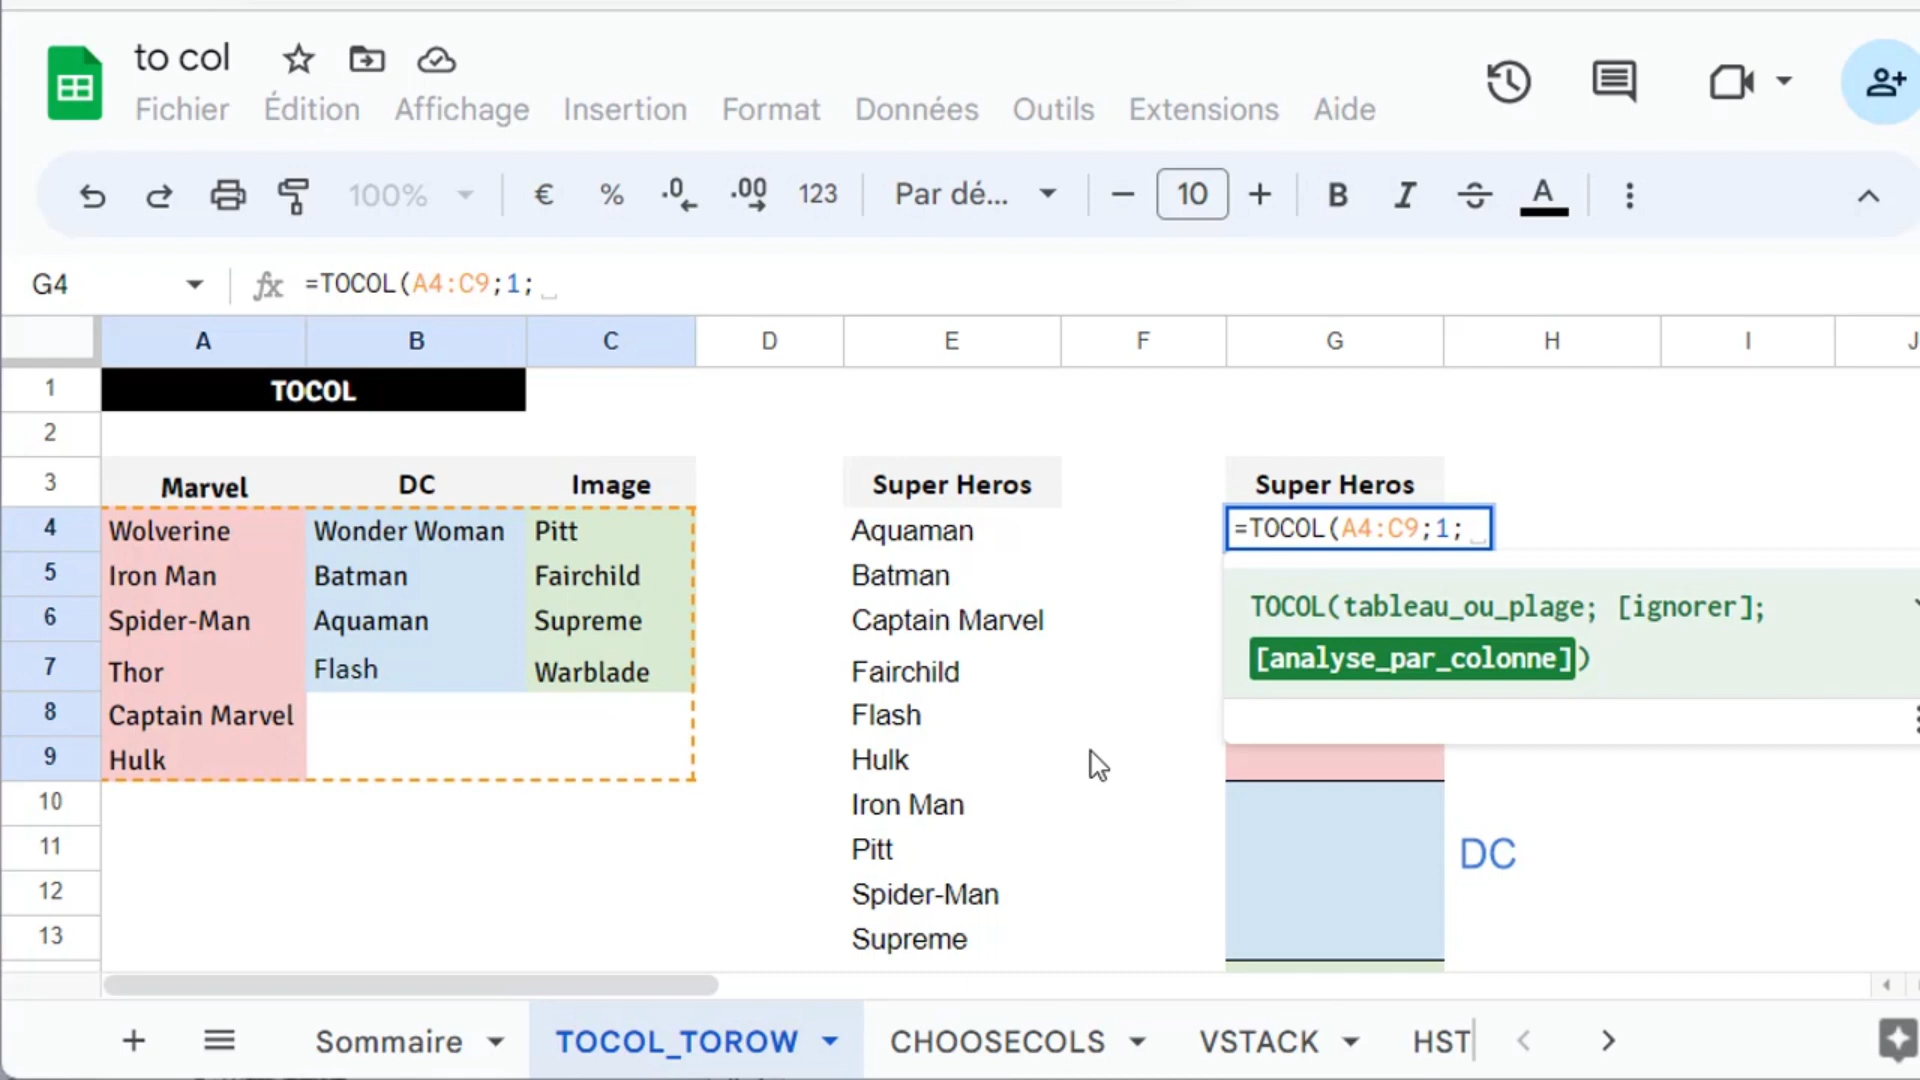 to col
Fichier Édition Affichage Insertion Format Données Outils Extensions Aide
100% € % .0 .00 123 Par dé... 10 B I S A
G4 fx =TOCOL(A4:C9;1;
A B C D E F G H I J
1 TOCOL
2
3 Marvel DC Image Super Heros Super Heros
4 Wolverine Wonder Woman Pitt Aquaman =TOCOL(A4:C9;1;
5 Iron Man Batman Fairchild Batman
TOCOL(tableau_ou_plage; [ignorer];
6 Spider-Man Aquaman Supreme Captain Marvel
[analyse_par_colonne])
7 Thor Flash Warblade Fairchild
8 Captain Marvel Flash
9 Hulk Hulk
10 Iron Man
11 Pitt DC
12 Spider-Man
13 Supreme
Sommaire TOCOL_TOROW CHOOSECOLS VSTACK HST